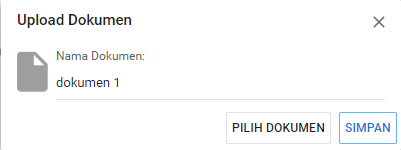 Upload Dokumen
Nama Dokumen:
dokumen 1
PILIH DOKUMEN SIMPAN